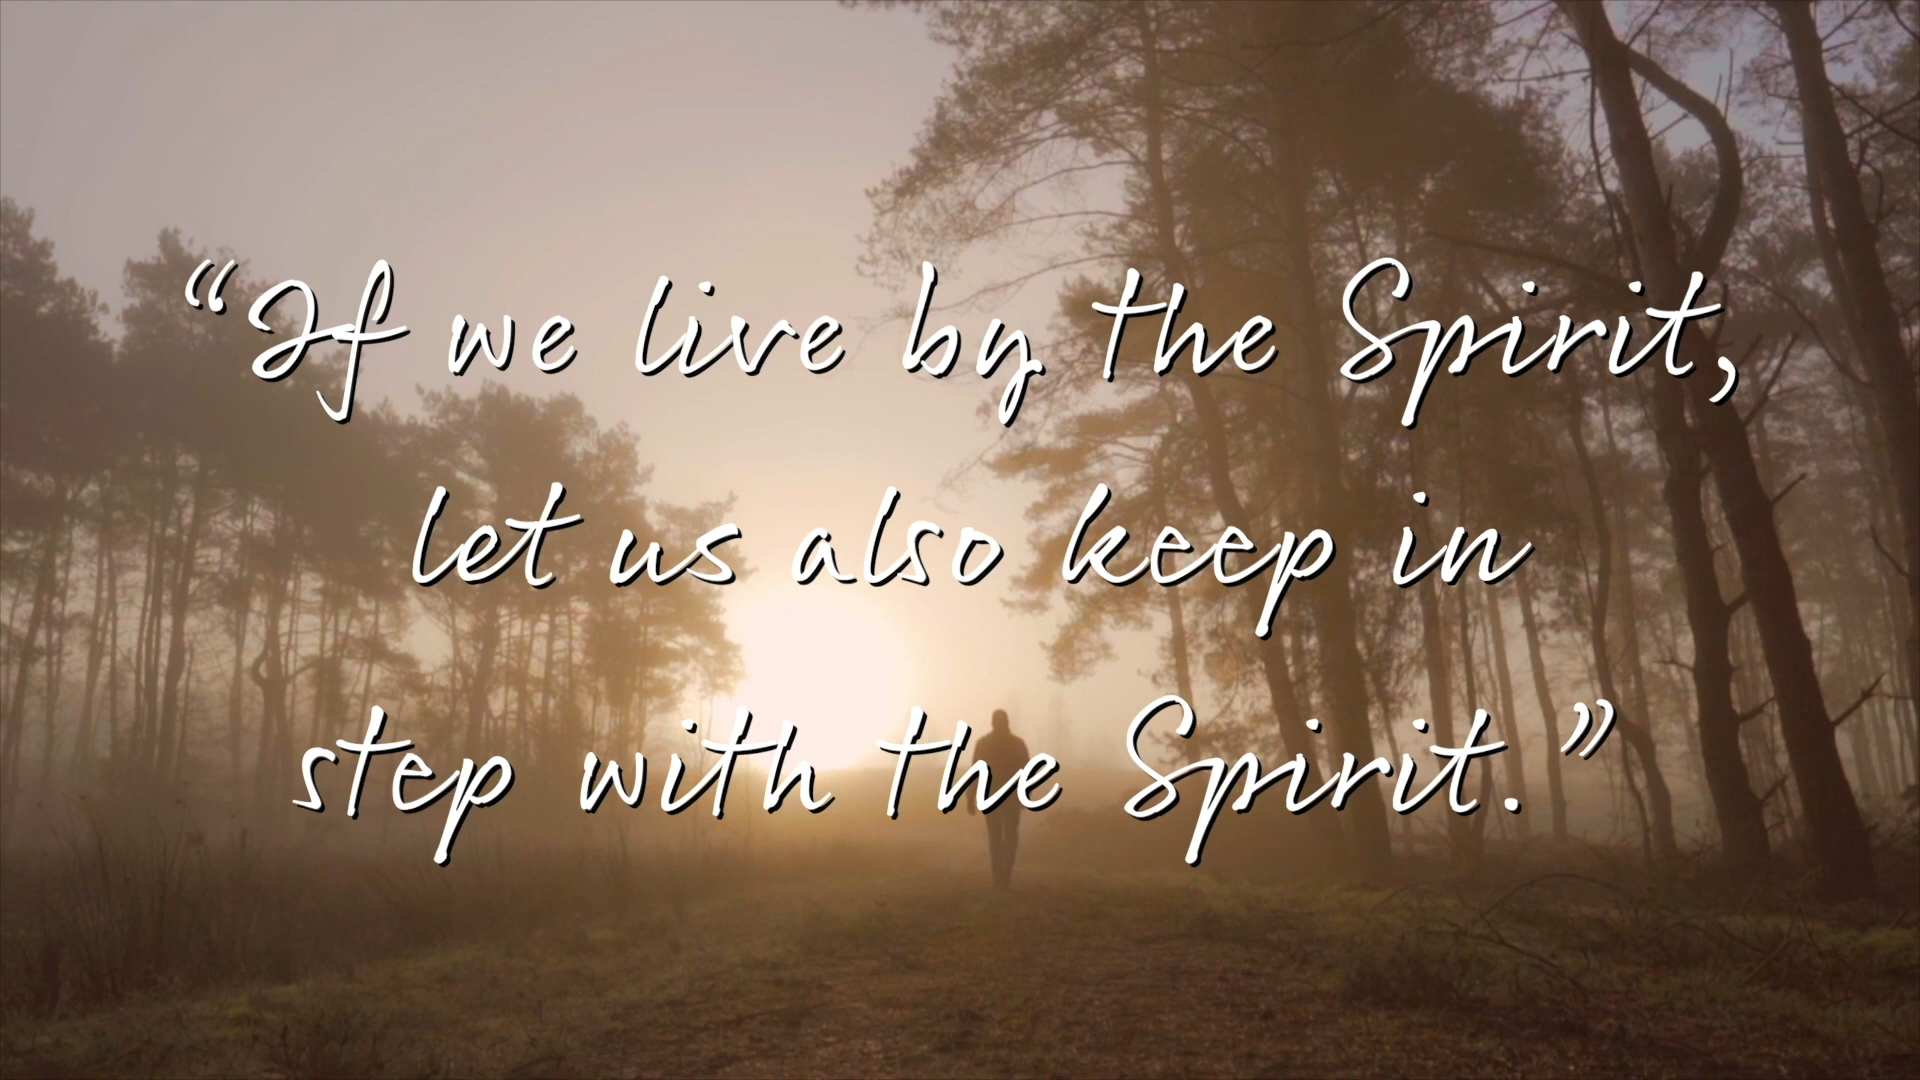 “If we live by the Spirit,
let us also keep in
step with the Spirit.”